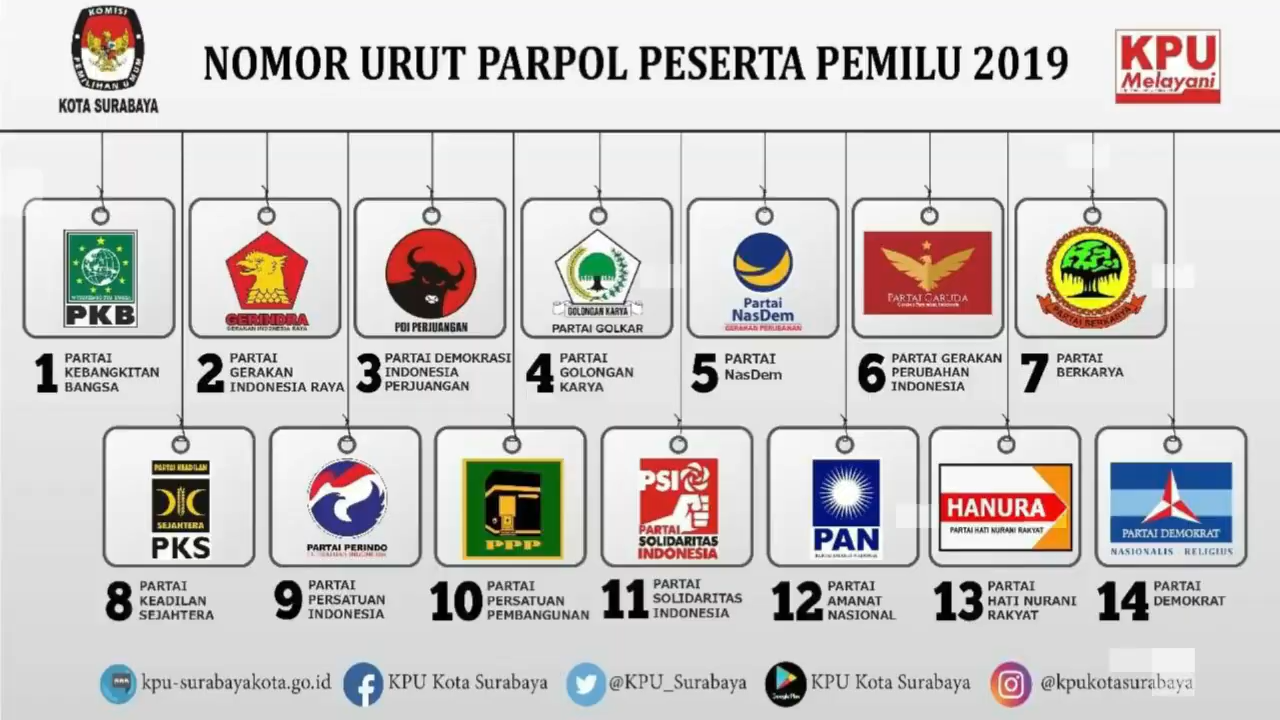 KOMISI
PEMILIHAN UMUM
KOTA SURABAYA
NOMOR URUT PARPOL PESERTA PEMILU 2019
KPU
Melayani
PKB
GERINDRA
GERAKAN INDONESIA RAYA
PDI PERJUANGAN
GOLONGAN KARYA
PARTAI GOLKAR
Partai
NasDem
GERAKAN PERUBAHAN
PARTAI GARUDA
PARTAI BERKARYA
1 PARTAI
KEBANGKITAN
BANGSA
2 PARTAI
GERAKAN
INDONESIA RAYA
3 PARTAI DEMOKRASI
INDONESIA
PERJUANGAN
4 PARTAI
GOLONGAN
KARYA
5 PARTAI
NasDem
6 PARTAI GERAKAN
PERUBAHAN
INDONESIA
7 PARTAI
BERKARYA
PARTAI KEADILAN
SEJAHTERA
PKS
PARTAI PERINDO
PPP
PSI
PARTAI
SOLIDARITAS
INDONESIA
PAN
HANURA
PARTAI HATI NURANI RAKYAT
PARTAI DEMOKRAT
NASIONALIS - RELIGIUS
8 PARTAI
KEADILAN
SEJAHTERA
9 PARTAI
PERSATUAN
INDONESIA
10 PARTAI
PERSATUAN
PEMBANGUNAN
11 PARTAI
SOLIDARITAS
INDONESIA
12 PARTAI
AMANAT
NASIONAL
13 PARTAI
HATI NURANI
RAKYAT
14 PARTAI
DEMOKRAT
kpu-surabayakota.go.id
KPU Kota Surabaya
@KPU_Surabaya
Google Play
KPU Kota Surabaya
@kpukotasurabaya